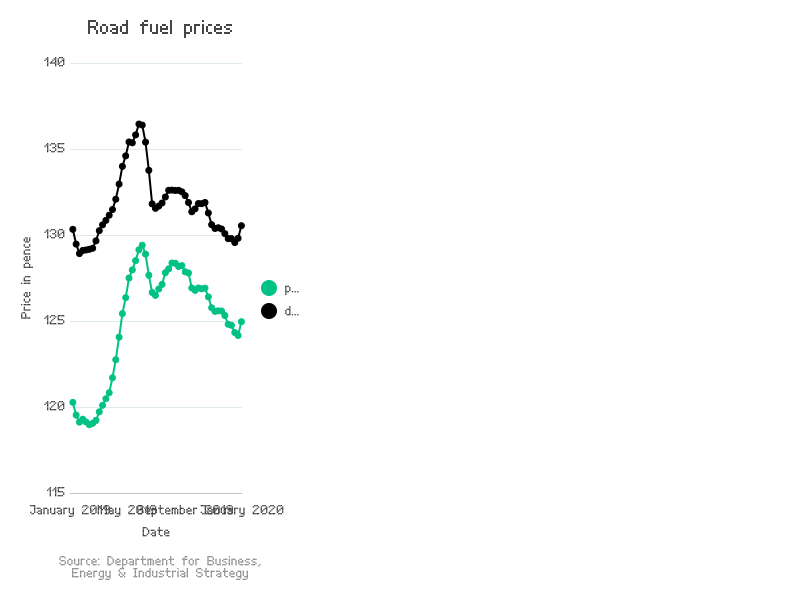 Road fuel prices
140
135
130
125
120
115
Price in pence
p...
d...
January 2019
May 2019
September 2019
January 2020
Date
Source: Department for Business,
Energy & Industrial Strategy